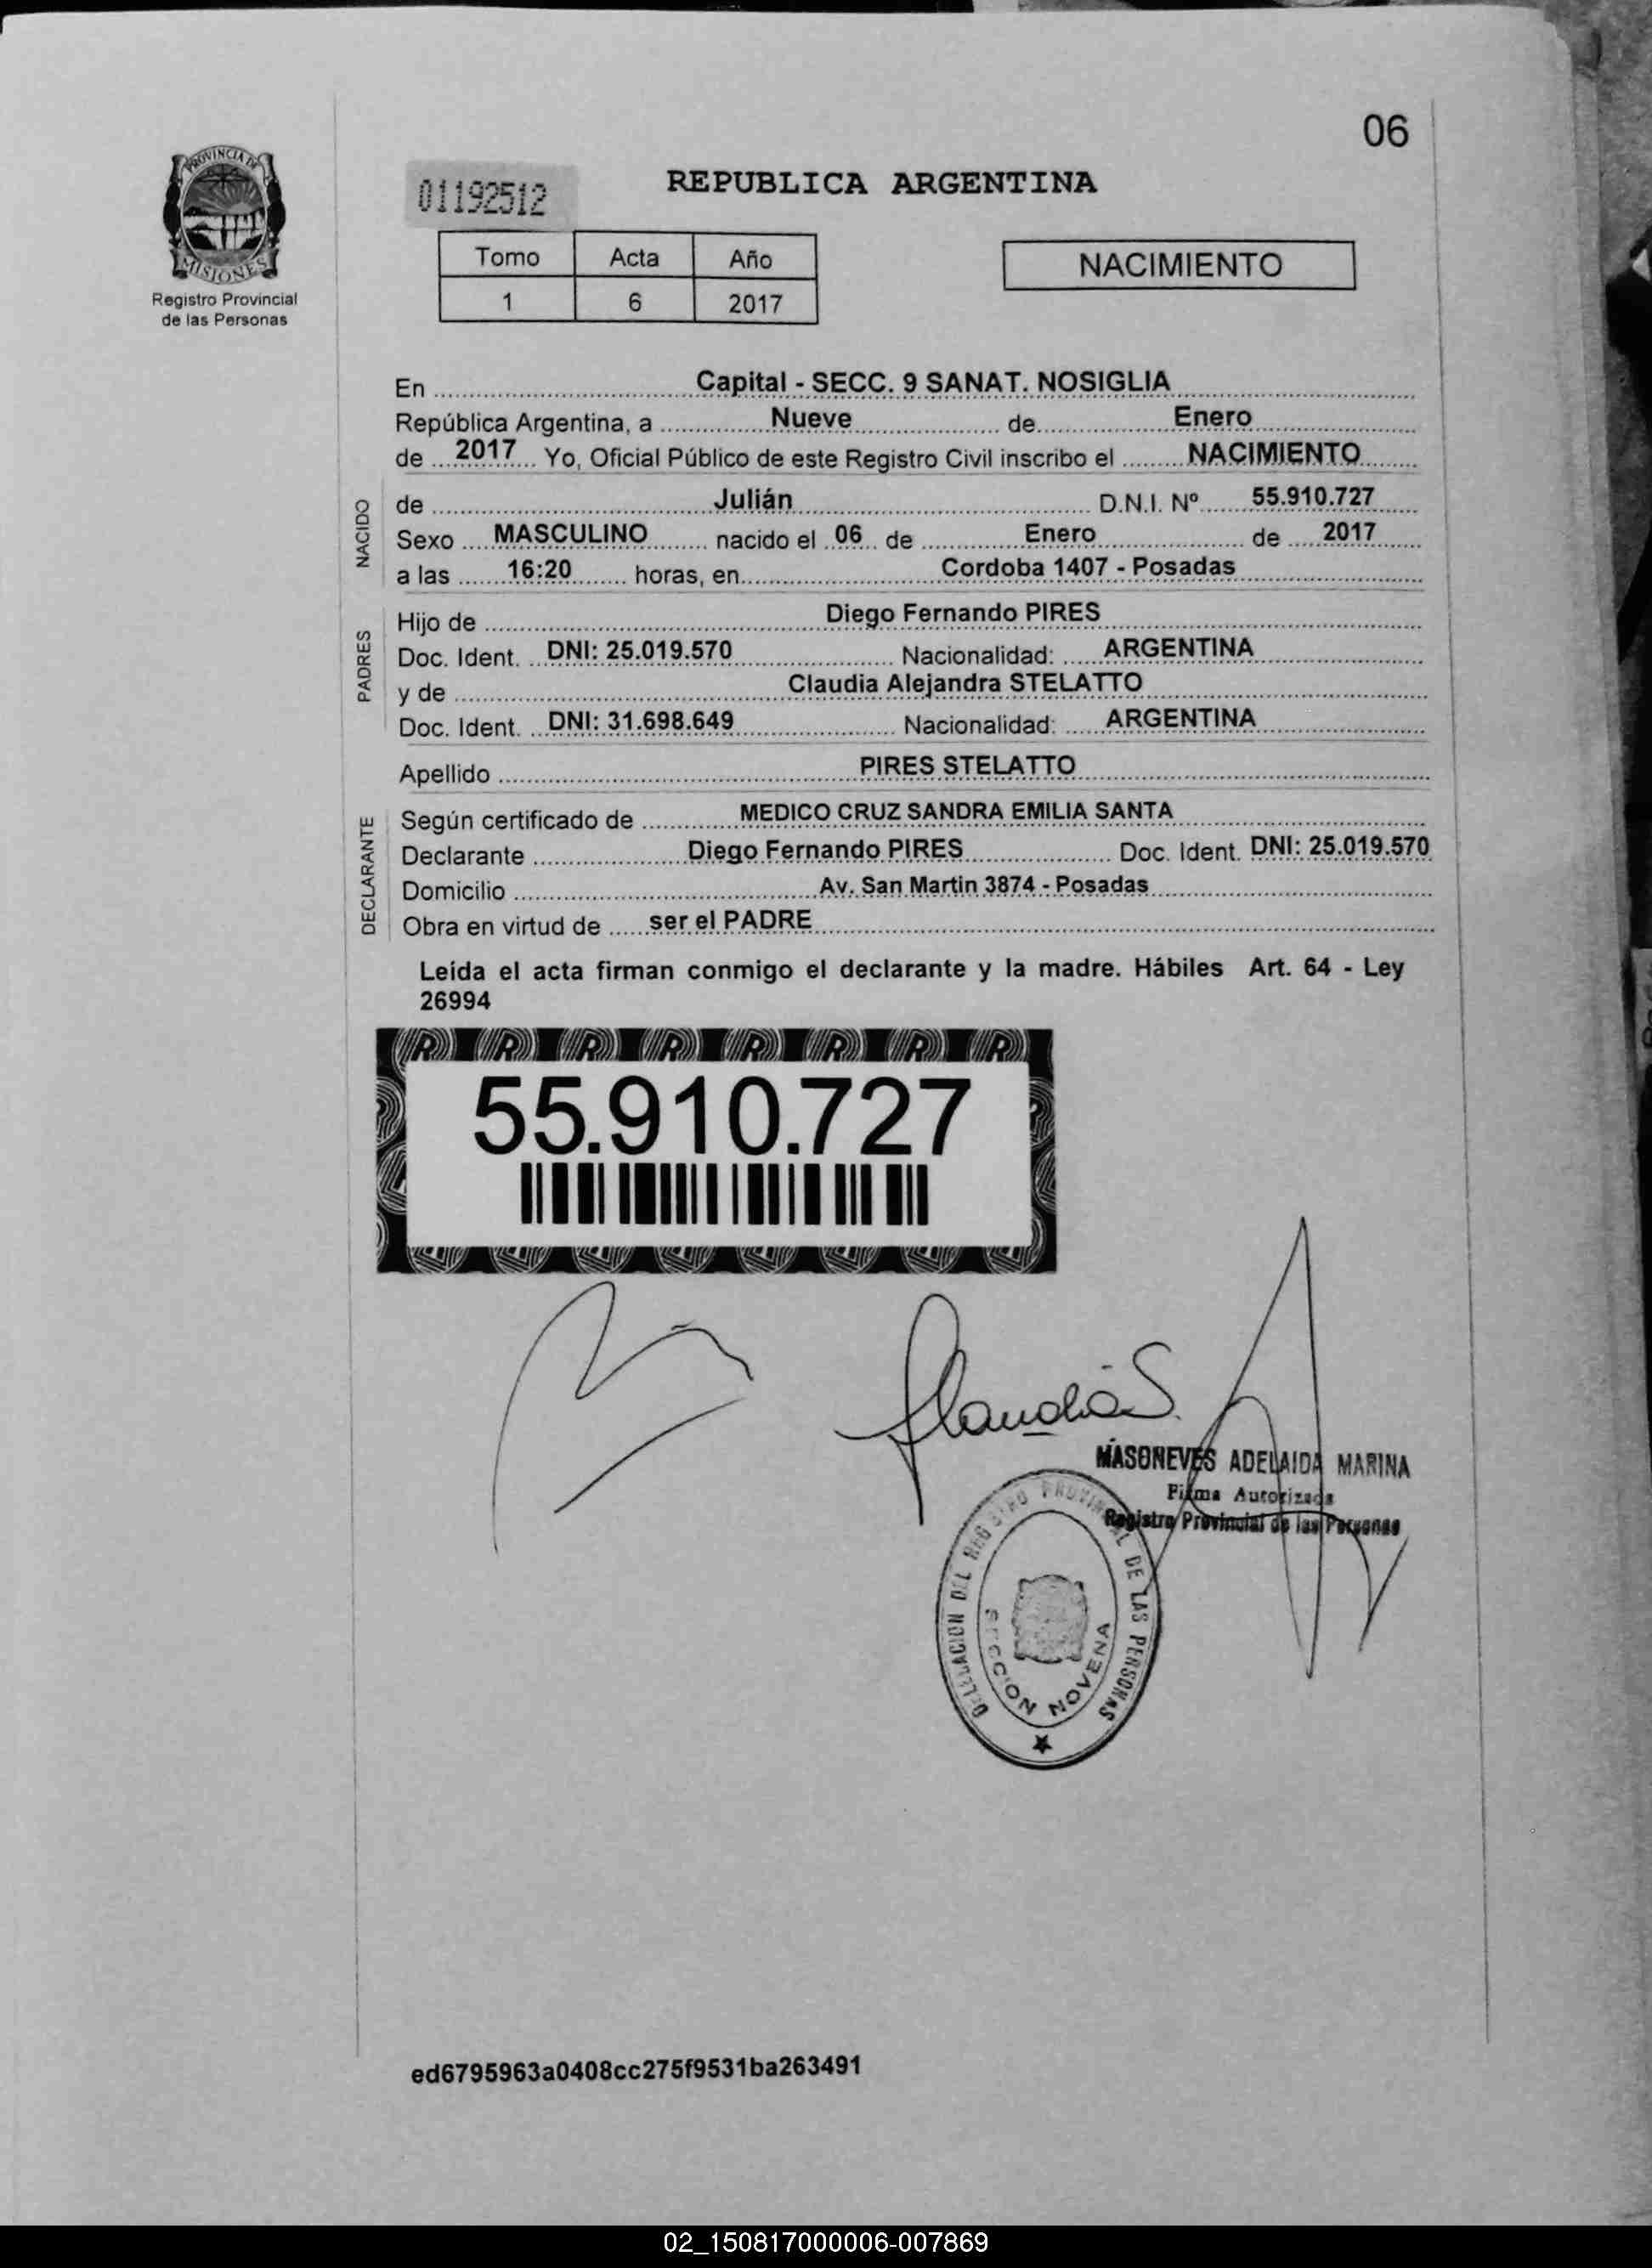 06
PROVINCIA DE
MISIONES
Registro Provincial
de las Personas
01192512
REPUBLICA ARGENTINA
Tomo Acta Año
1 6 2017
NACIMIENTO
En Capital - SECC. 9 SANAT. NOSIGLIA
República Argentina, a Nueve de Enero
de 2017 Yo, Oficial Público de este Registro Civil inscribo el NACIMIENTO
NACIDO
de Julián D.N.I. Nº 55.910.727
Sexo MASCULINO nacido el 06 de Enero de 2017
a las 16:20 horas, en Cordoba 1407 - Posadas
PADRES
Hijo de Diego Fernando PIRES
Doc. Ident. DNI: 25.019.570 Nacionalidad: ARGENTINA
y de Claudia Alejandra STELATTO
Doc. Ident. DNI: 31.698.649 Nacionalidad: ARGENTINA
Apellido PIRES STELATTO
DECLARANTE
Según certificado de MEDICO CRUZ SANDRA EMILIA SANTA
Declarante Diego Fernando PIRES Doc. Ident. DNI: 25.019.570
Domicilio Av. San Martin 3874 - Posadas
Obra en virtud de ser el PADRE
Leída el acta firman conmigo el declarante y la madre. Hábiles Art. 64 - Ley
26994
55.910.727
Claudia S.
MASONEVES ADELAIDA MARINA
Firma Autorizada
Registro Provincial de las Personas
DELEGACION DEL REGISTRO PROVINCIAL DE LAS PERSONAS
SECCION NOVENA
ed6795963a0408cc275f9531ba263491
02_150817000006-007869